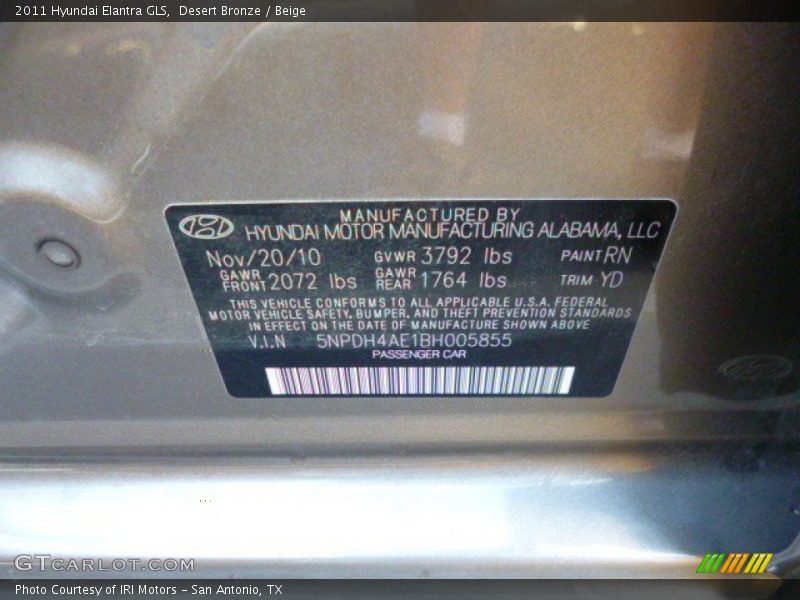 2011 Hyundai Elantra GLS, Desert Bronze / Beige
MANUFACTURED BY
HYUNDAI MOTOR MANUFACTURING ALABAMA, LLC
Nov/20/10 GVWR 3792 lbs PAINT RN
GAWR FRONT 2072 lbs GAWR REAR 1764 lbs TRIM YD
THIS VEHICLE CONFORMS TO ALL APPLICABLE U.S.A. FEDERAL
MOTOR VEHICLE SAFETY, BUMPER, AND THEFT PREVENTION STANDARDS
IN EFFECT ON THE DATE OF MANUFACTURE SHOWN ABOVE
V.I.N 5NPDH4AE1BH005855
PASSENGER CAR
GTCARLOT.COM
Photo Courtesy of IRI Motors – San Antonio, TX